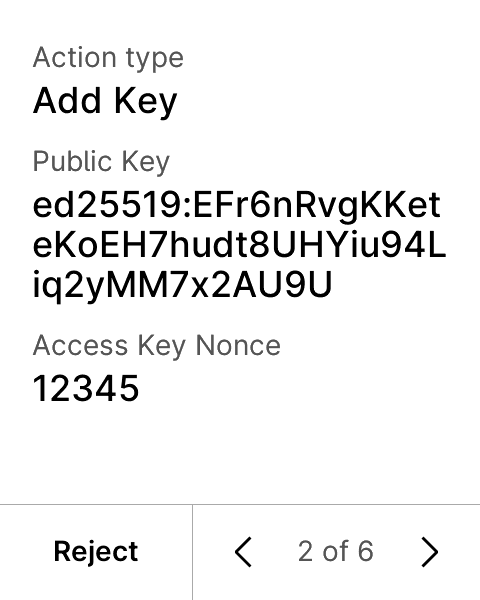 Action type
Add Key
Public Key
ed25519:EFr6nRvgKKet
eKoEH7hudt8UHYiu94L
iq2yMM7x2AU9U
Access Key Nonce
12345
Reject
2 of 6